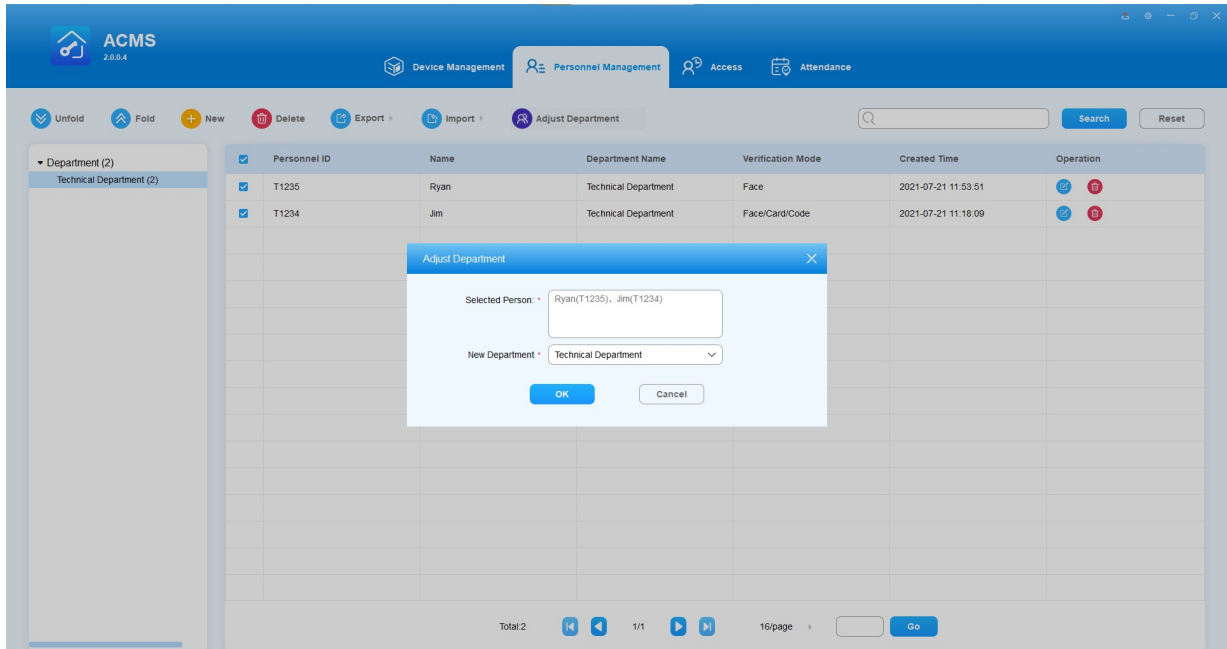 ACMS
2.0.0.4
Device Management Personnel Management Access Attendance
Unfold Fold New Delete Export Import Adjust Department Search Reset
Department (2)
Technical Department (2)
Personnel ID Name Department Name Verification Mode Created Time Operation
T1235 Ryan Technical Department Face 2021-07-21 11:53:51
T1234 Jim Technical Department Face/Card/Code 2021-07-21 11:18:09
Adjust Department
Selected Person: * Ryan(T1235)、Jim(T1234)
New Department * Technical Department
OK Cancel
Total:2 1/1 16/page Go